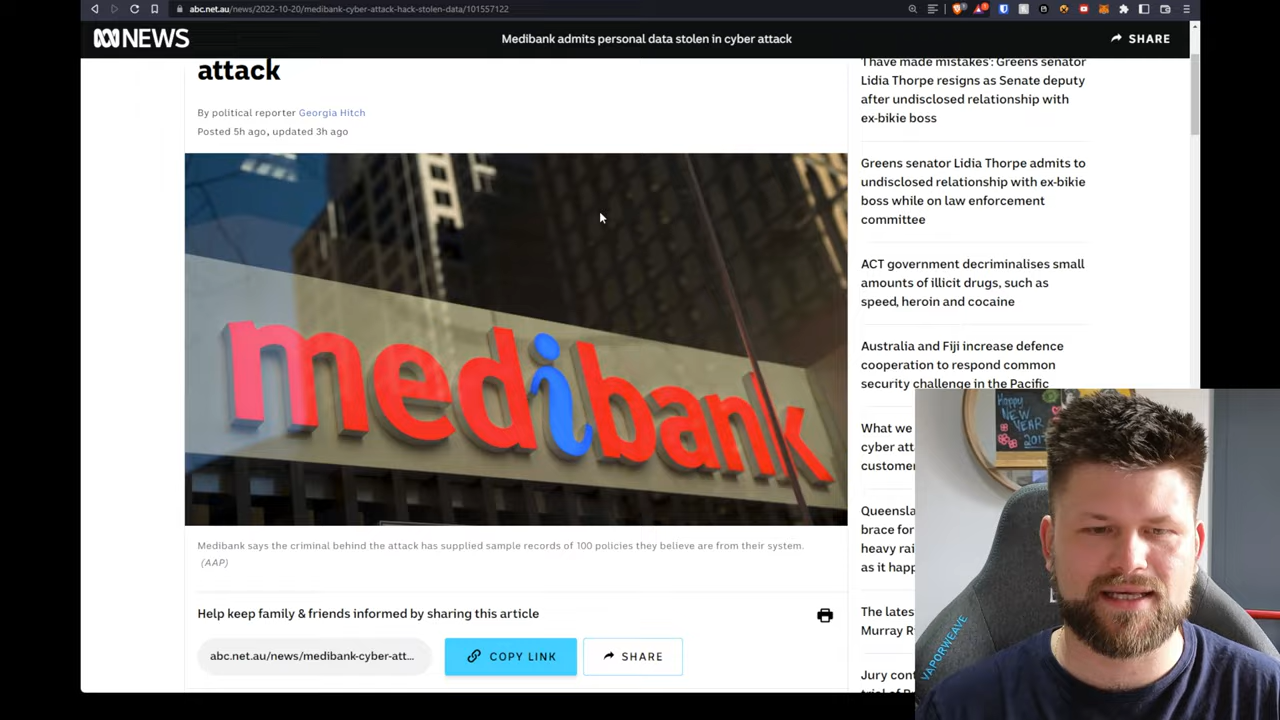 abc.net.au/news/2022-10-20/medibank-cyber-attack-hack-stolen-data/101557122
NEWS
Medibank admits personal data stolen in cyber attack
SHARE
attack
By political reporter Georgia Hitch
Posted 5h ago, updated 3h ago
medibank
Medibank says the criminal behind the attack has supplied sample records of 100 policies they believe are from their system.
(AAP)
Help keep family & friends informed by sharing this article
abc.net.au/news/medibank-cyber-att...
COPY LINK
SHARE
'I have made mistakes': Greens senator
Lidia Thorpe resigns as Senate deputy
after undisclosed relationship with
ex-bikie boss
Greens senator Lidia Thorpe admits to
undisclosed relationship with ex-bikie
boss while on law enforcement
committee
ACT government decriminalises small
amounts of illicit drugs, such as
speed, heroin and cocaine
Australia and Fiji increase defence
cooperation to respond common
security challenge in the Pacific
What we
cyber att
customer
Queensla
brace for
heavy rai
as it happ
The lates
Murray R
Jury con
Happy
NEW
YEAR
2017
VAPORWEAVE